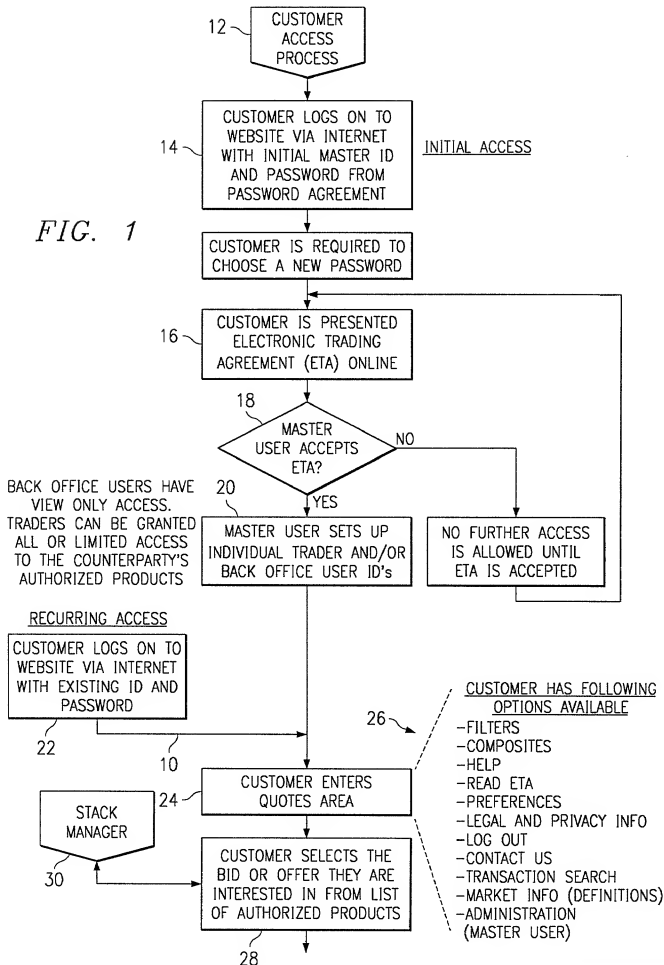 12
CUSTOMER
ACCESS
PROCESS
14
CUSTOMER LOGS ON TO
WEBSITE VIA INTERNET
WITH INITIAL MASTER ID
AND PASSWORD FROM
PASSWORD AGREEMENT
INITIAL ACCESS
FIG. 1
CUSTOMER IS REQUIRED TO
CHOOSE A NEW PASSWORD
16
CUSTOMER IS PRESENTED
ELECTRONIC TRADING
AGREEMENT (ETA) ONLINE
18
MASTER
USER ACCEPTS
ETA?
NO
YES
BACK OFFICE USERS HAVE
VIEW ONLY ACCESS.
TRADERS CAN BE GRANTED
ALL OR LIMITED ACCESS
TO THE COUNTERPARTY'S
AUTHORIZED PRODUCTS
20
MASTER USER SETS UP
INDIVIDUAL TRADER AND/OR
BACK OFFICE USER ID's
NO FURTHER ACCESS
IS ALLOWED UNTIL
ETA IS ACCEPTED
RECURRING ACCESS
CUSTOMER LOGS ON TO
WEBSITE VIA INTERNET
WITH EXISTING ID AND
PASSWORD
22
10
26
CUSTOMER HAS FOLLOWING
OPTIONS AVAILABLE
-FILTERS
-COMPOSITES
-HELP
-READ ETA
-PREFERENCES
-LEGAL AND PRIVACY INFO
-LOG OUT
-CONTACT US
-TRANSACTION SEARCH
-MARKET INFO (DEFINITIONS)
-ADMINISTRATION
(MASTER USER)
24
CUSTOMER ENTERS
QUOTES AREA
STACK
MANAGER
30
CUSTOMER SELECTS THE
BID OR OFFER THEY ARE
INTERESTED IN FROM LIST
OF AUTHORIZED PRODUCTS
28